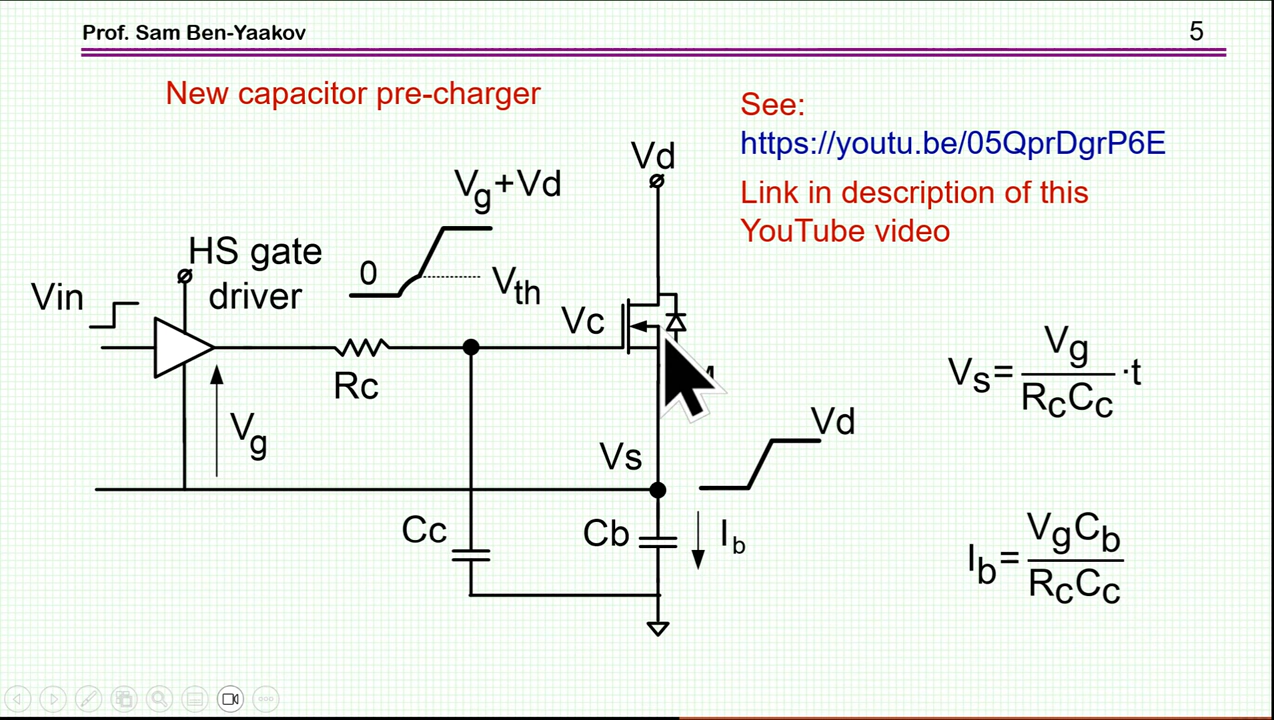 Prof. Sam Ben-Yaakov
5
New capacitor pre-charger
See:
https://youtu.be/05QprDgrP6E
Link in description of this
YouTube video
Vd
Vg+Vd
HS gate
driver
0
Vth
Vin
Vc
Rc
Vg
Vs
Vd
Cc
Cb
Ib
Vs= Vg/RcCc ·t
Ib= VgCb/RcCc